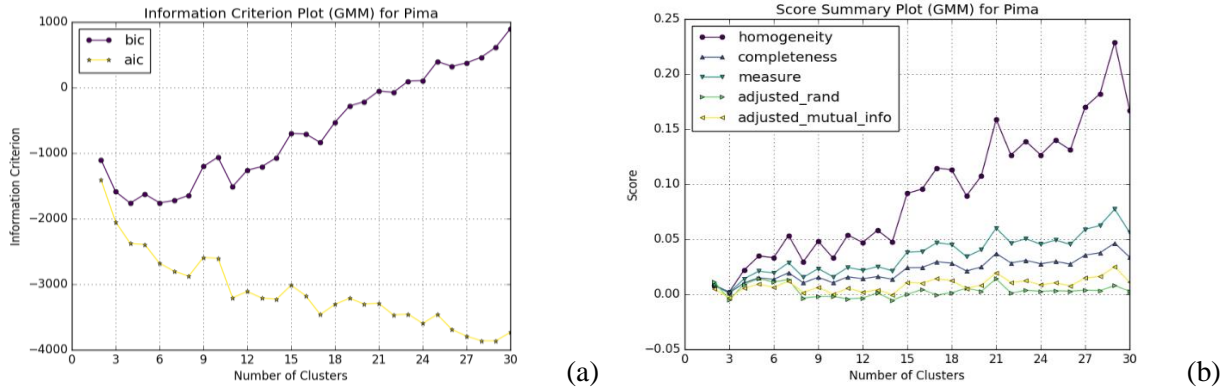 Information Criterion Plot (GMM) for Pima
bic
aic
1000
0
−1000
−2000
−3000
−4000
Information Criterion
0 3 6 9 12 15 18 21 24 27 30
Number of Clusters
(a)
Score Summary Plot (GMM) for Pima
homogeneity
completeness
measure
adjusted_rand
adjusted_mutual_info
0.25
0.20
0.15
0.10
0.05
0.00
−0.05
Score
0 3 6 9 12 15 18 21 24 27 30
Number of Clusters
(b)